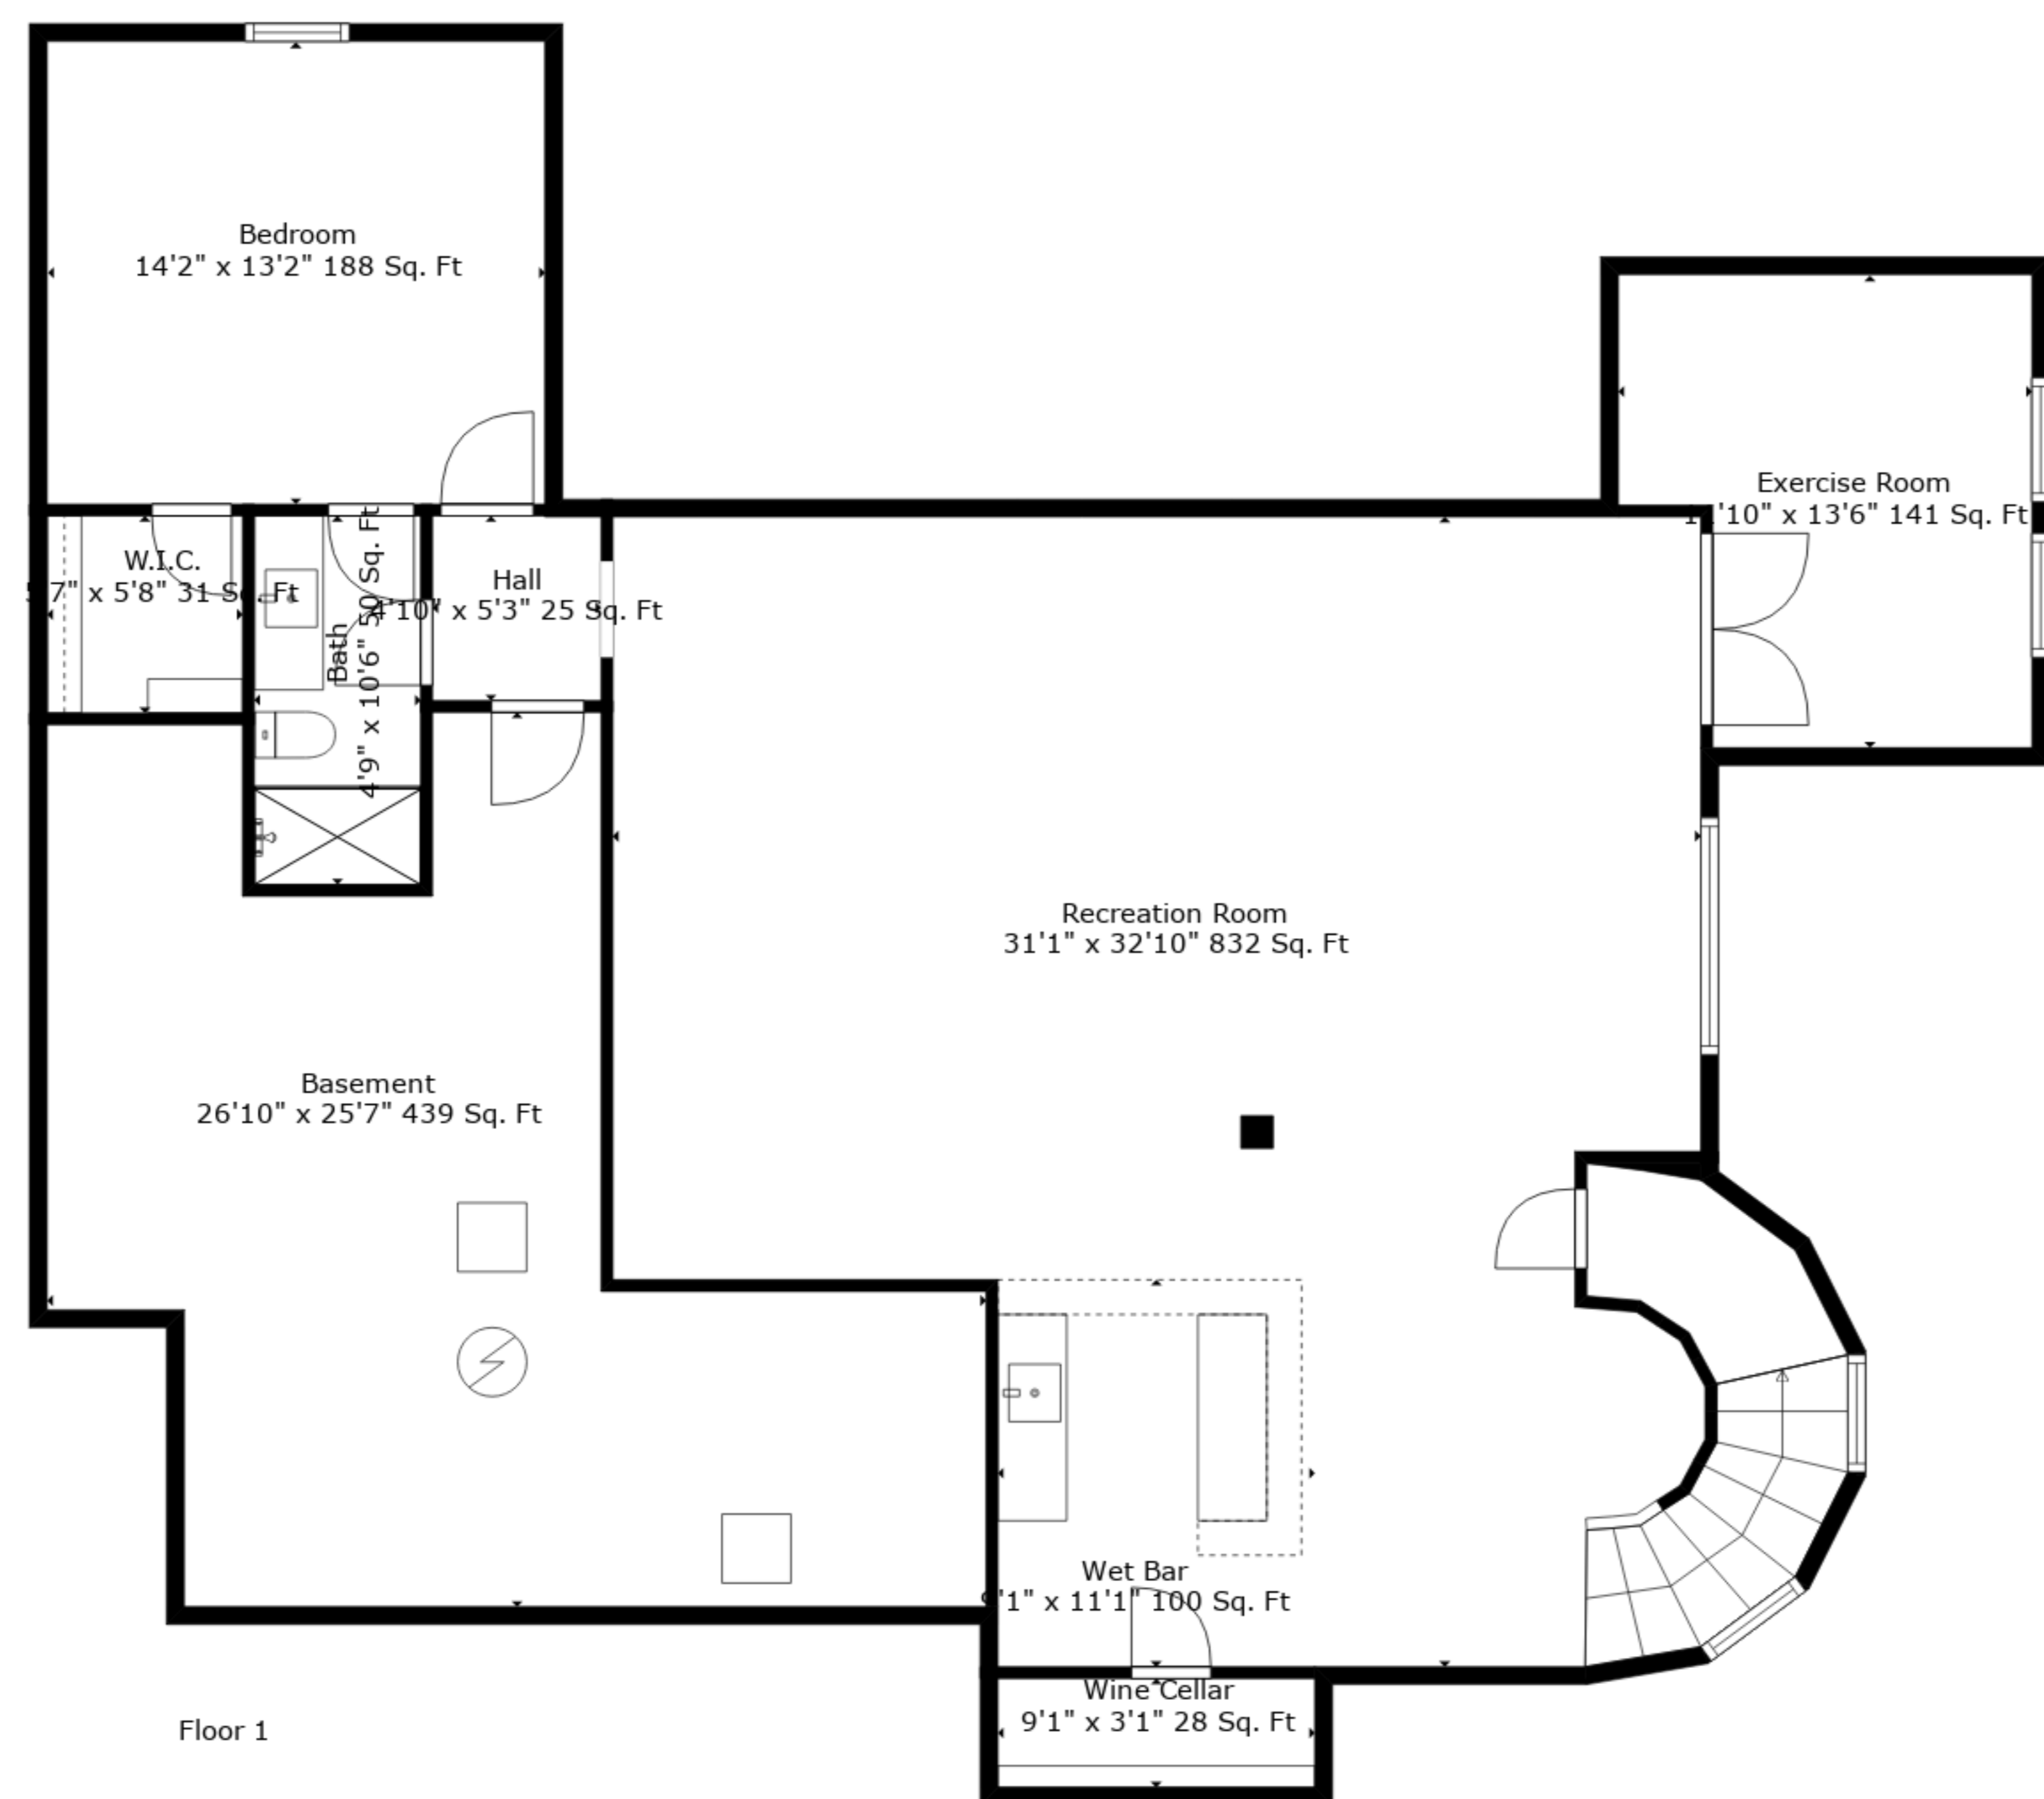 Bedroom
14'2" x 13'2" 188 Sq. Ft
Exercise Room
'10" x 13'6" 141 Sq. Ft
W.I.C.
'7" x 5'8" 31 Sq. Ft
Bath
4'9" x 10'6" 50 Sq. Ft
Hall
4'10" x 5'3" 25 Sq. Ft
Recreation Room
31'1" x 32'10" 832 Sq. Ft
Basement
26'10" x 25'7" 439 Sq. Ft
Wet Bar
9'1" x 11'1" 100 Sq. Ft
Wine Cellar
9'1" x 3'1" 28 Sq. Ft
Floor 1